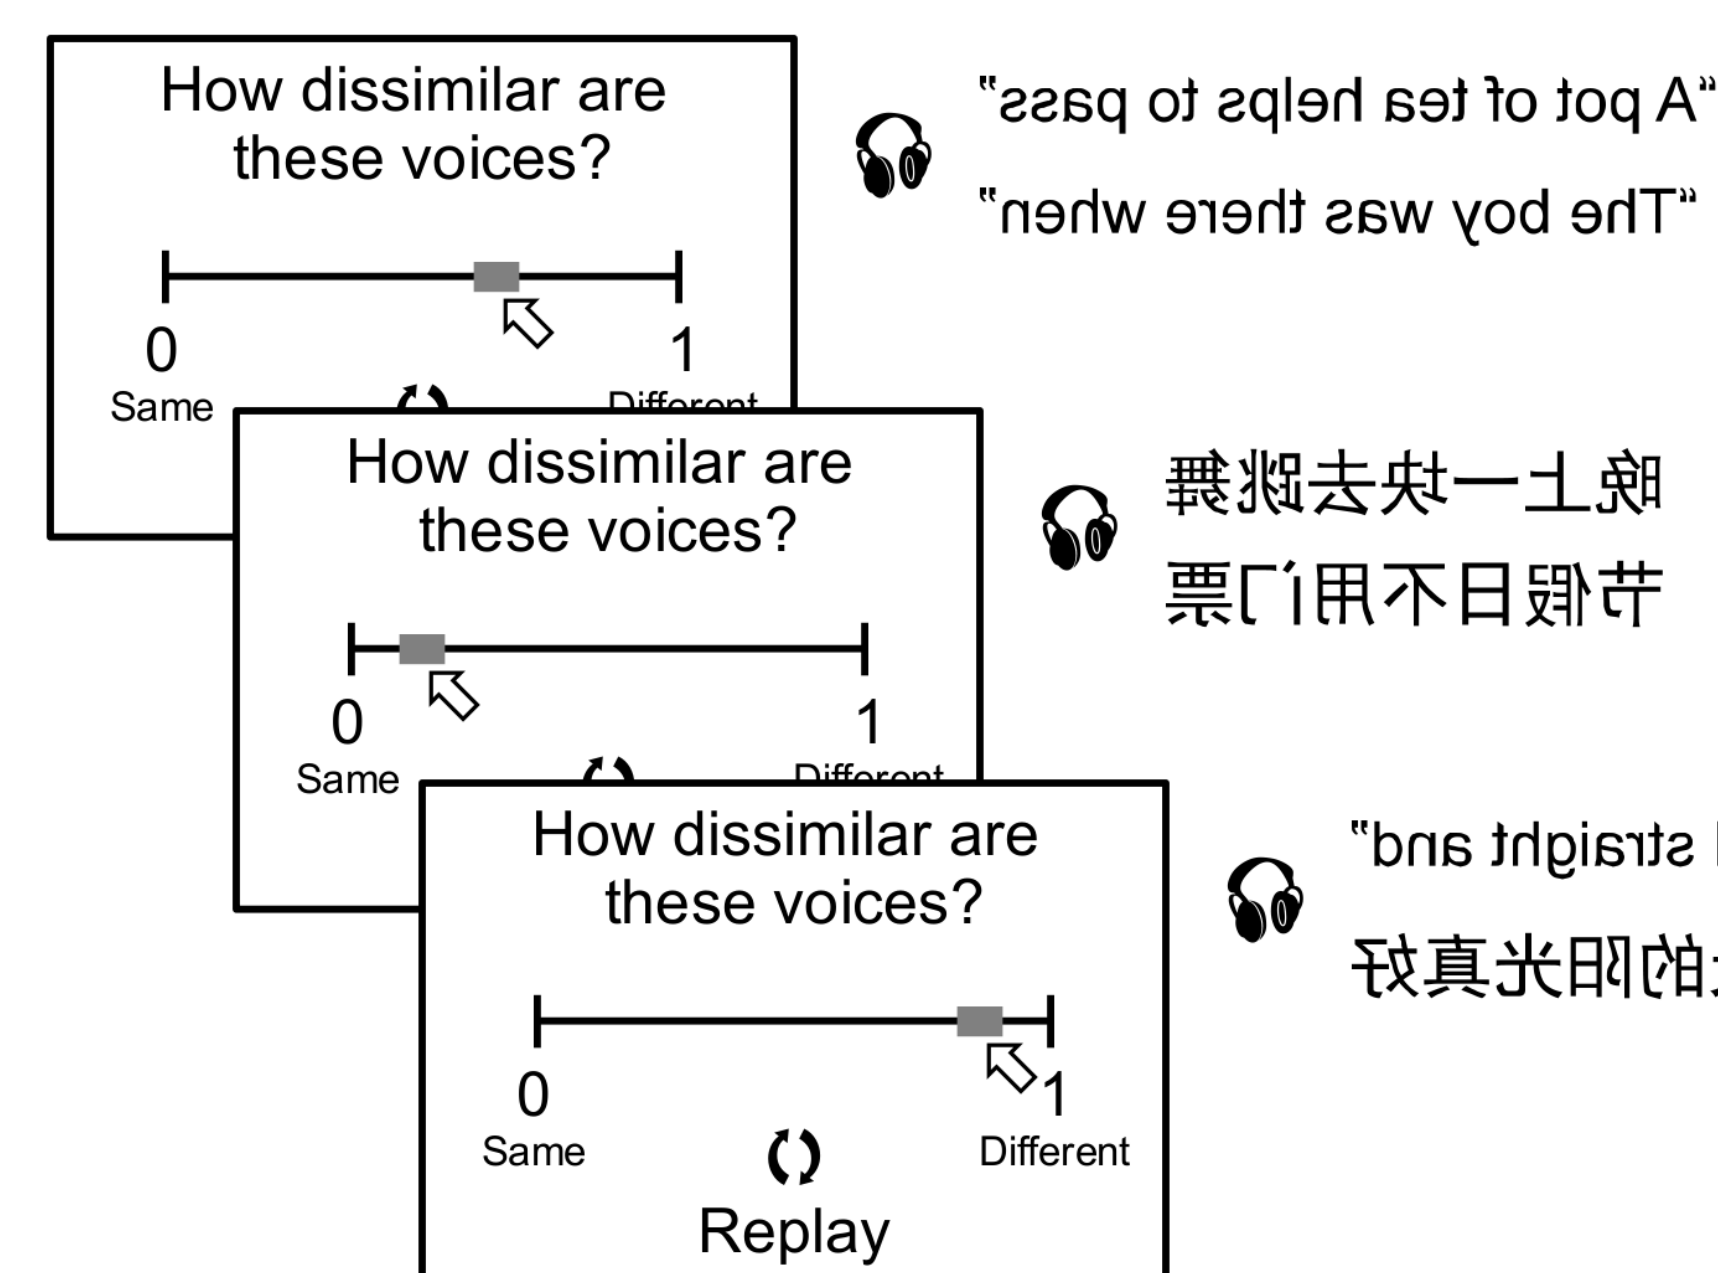 How dissimilar are
these voices?
0
1
Same
Different
“A pot of tea helps to pass”
“The boy was there when”
How dissimilar are
these voices?
0
1
Same
Different
晚上一块去跳舞
节假日不用门票
How dissimilar are
these voices?
0
1
Same
Different
Replay
straight and”
的阳光真好